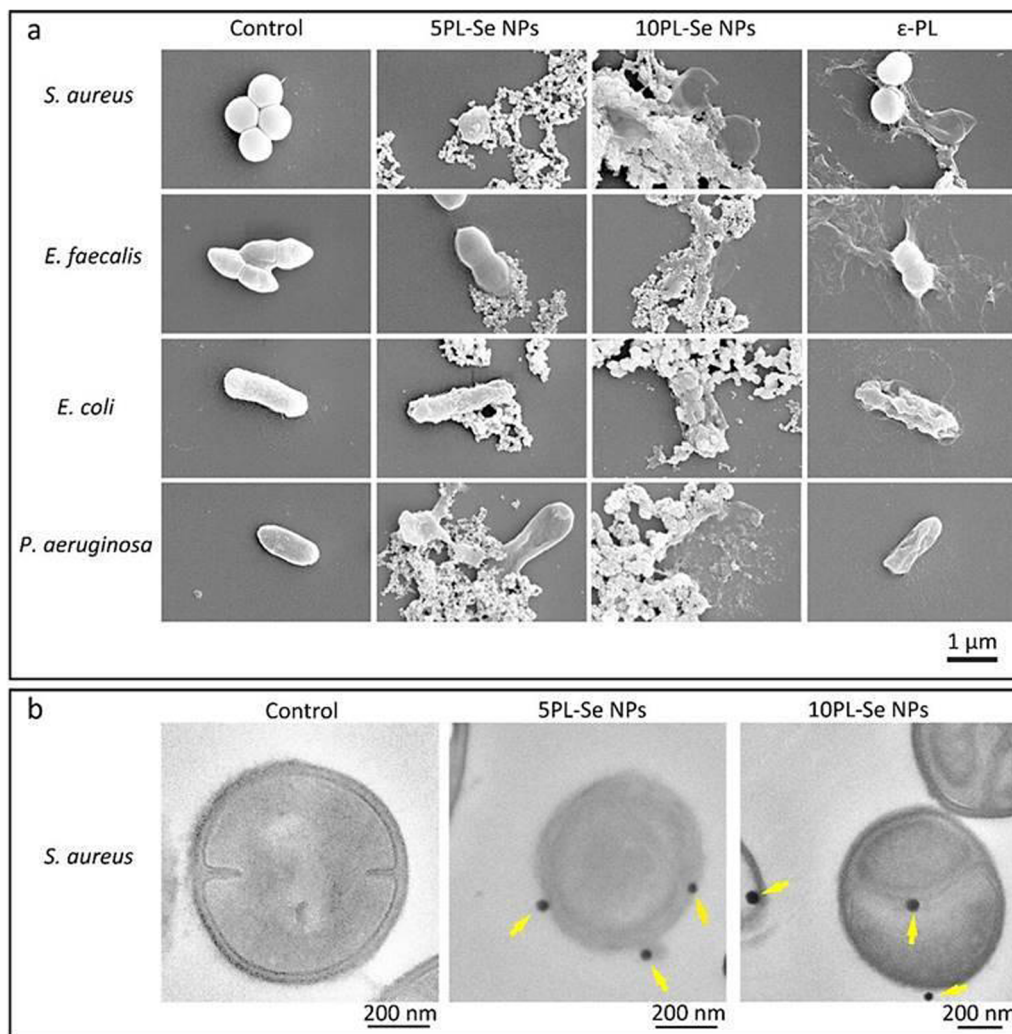 a
Control 5PL-Se NPs 10PL-Se NPs ε-PL
S. aureus
E. faecalis
E. coli
P. aeruginosa
1 μm
b
Control 5PL-Se NPs 10PL-Se NPs
S. aureus
200 nm 200 nm 200 nm